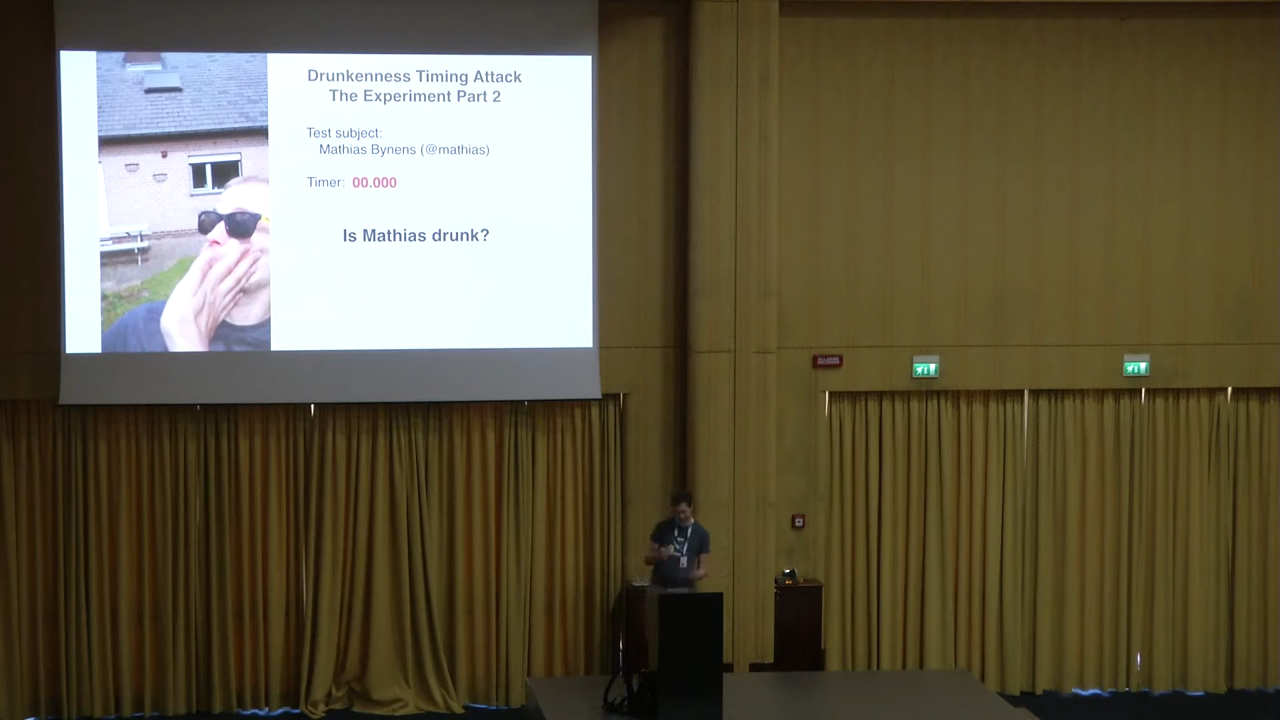 Drunkenness Timing Attack
The Experiment Part 2
Test subject:
Mathias Bynens (@mathias)
Timer: 00.000
Is Mathias drunk?